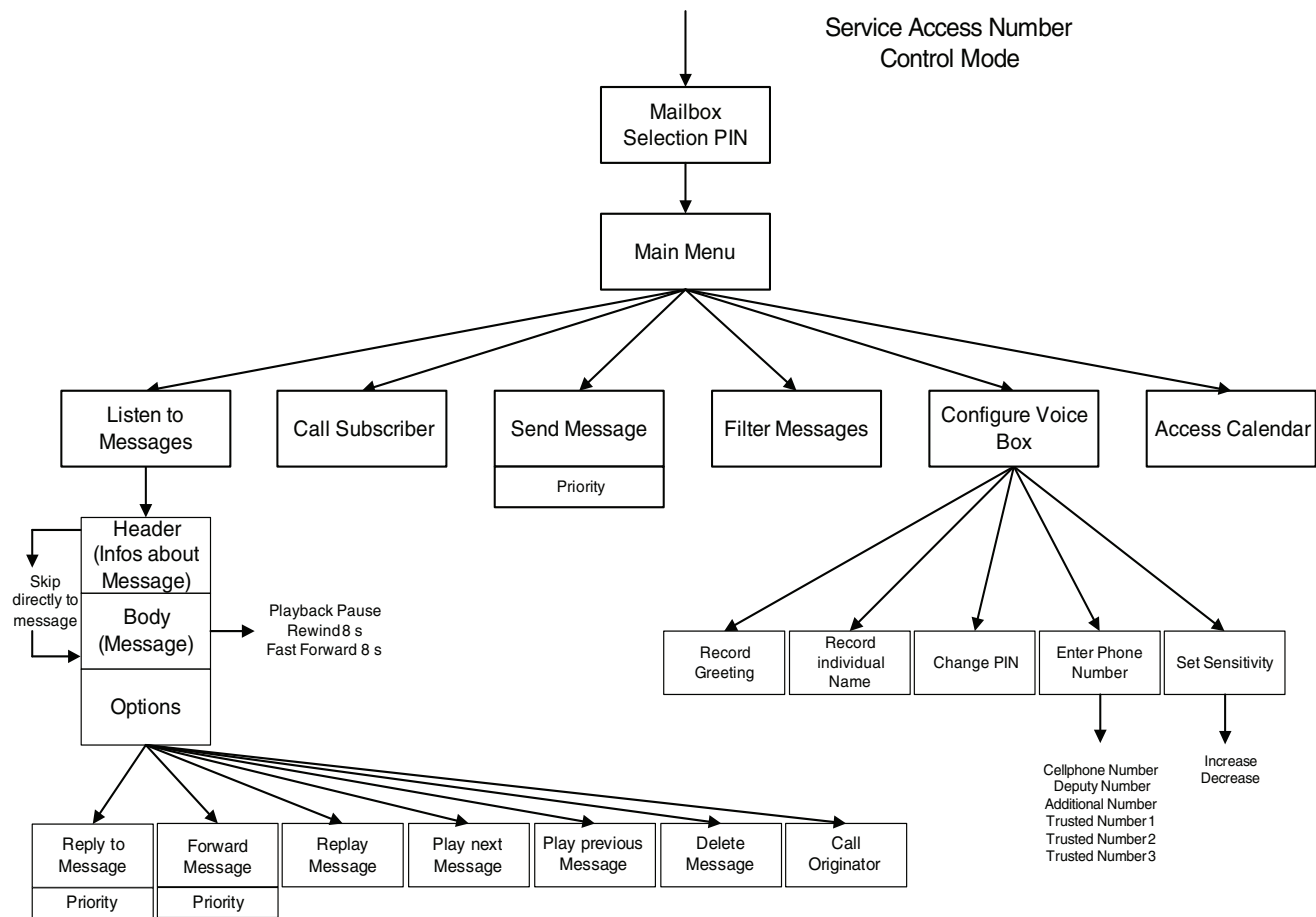 Service Access Number
Control Mode
Mailbox
Selection PIN
Main Menu
Listen to
Messages
Call Subscriber
Send Message
Priority
Filter Messages
Configure Voice
Box
Access Calendar
Header
(Infos about
Message)
Skip
directly to
message
Body
(Message)
Playback Pause
Rewind 8 s
Fast Forward 8 s
Options
Record
Greeting
Record
individual
Name
Change PIN
Enter Phone
Number
Set Sensitivity
Cellphone Number
Deputy Number
Additional Number
Trusted Number 1
Trusted Number 2
Trusted Number 3
Increase
Decrease
Reply to
Message
Priority
Forward
Message
Priority
Replay
Message
Play next
Message
Play previous
Message
Delete
Message
Call
Originator